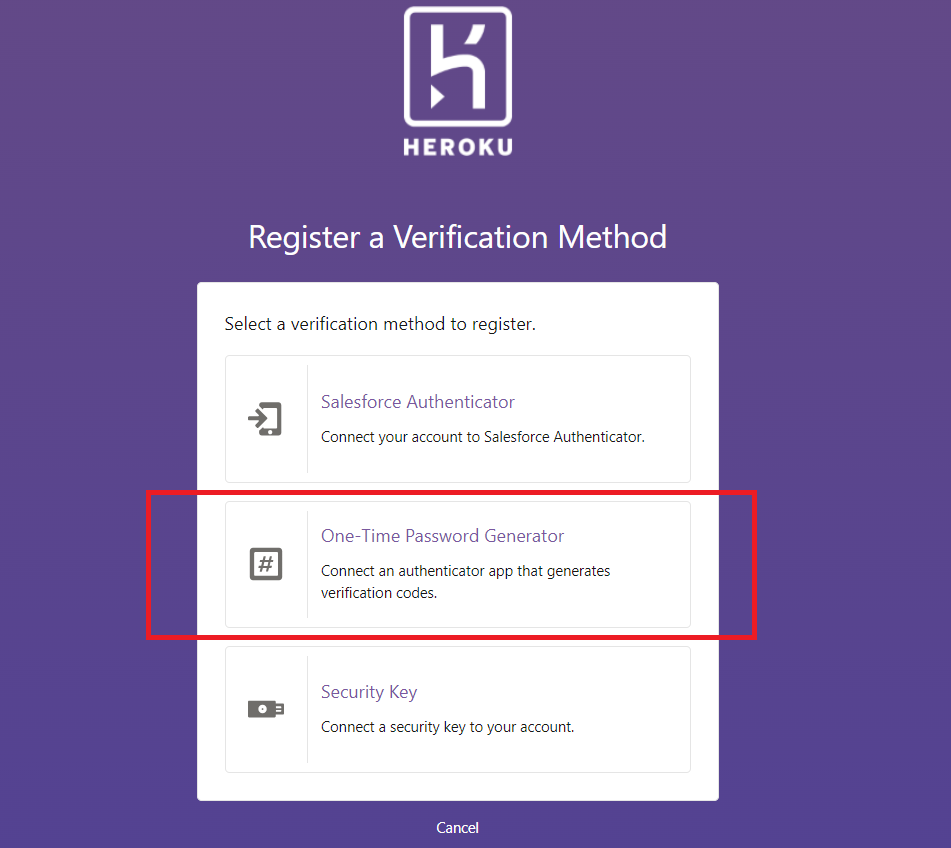 HEROKU
Register a Verification Method
Select a verification method to register.
Salesforce Authenticator
Connect your account to Salesforce Authenticator.
#
One-Time Password Generator
Connect an authenticator app that generates
verification codes.
Security Key
Connect a security key to your account.
Cancel